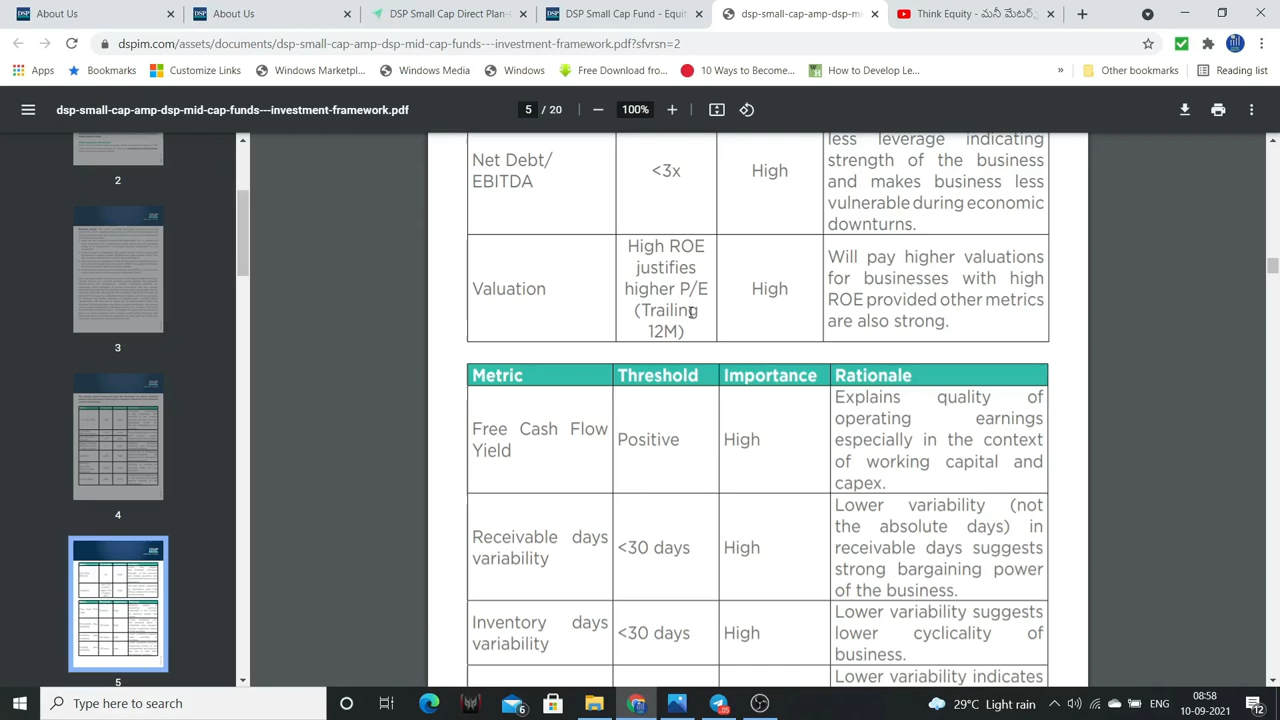 About Us
About Us
DSP Small Cap Direct Plan-
DSP Small Cap Fund - Equit
dsp-small-cap-amp-dsp-mi
Think Equity - మనీ మేటర్స్
dspim.com/assets/documents/dsp-small-cap-amp-dsp-mid-cap-funds---investment-framework.pdf?sfvrsn=2
Apps
Bookmarks
Customize Links
Windows Marketpl...
Windows Media
Windows
Free Download from...
10 Ways to Become...
How to Develop Le...
»
Other bookmarks
Reading list
dsp-small-cap-amp-dsp-mid-cap-funds---investment-framework.pdf
5 / 20
100%
2
3
4
5
Net Debt/
EBITDA
<3x
High
less leverage indicating
strength of the business
and makes business less
vulnerable during economic
downturns.
Valuation
High ROE
justifies
higher P/E
(Trailing
12M)
High
Will pay higher valuations
for businesses with high
ROE provided other metrics
are also strong.
Metric Threshold Importance Rationale
Free Cash Flow
Yield
Positive
High
Explains quality of
operating earnings
especially in the context
of working capital and
capex.
Receivable days
variability
<30 days
High
Lower variability (not
the absolute days) in
receivable days suggests
strong bargaining power
of the business.
Inventory days
variability
<30 days
High
Lower variability suggests
lower cyclicality of
business.
Lower variability indicates
Type here to search
6
29°C Light rain
ENG
08:58
10-09-2021
12